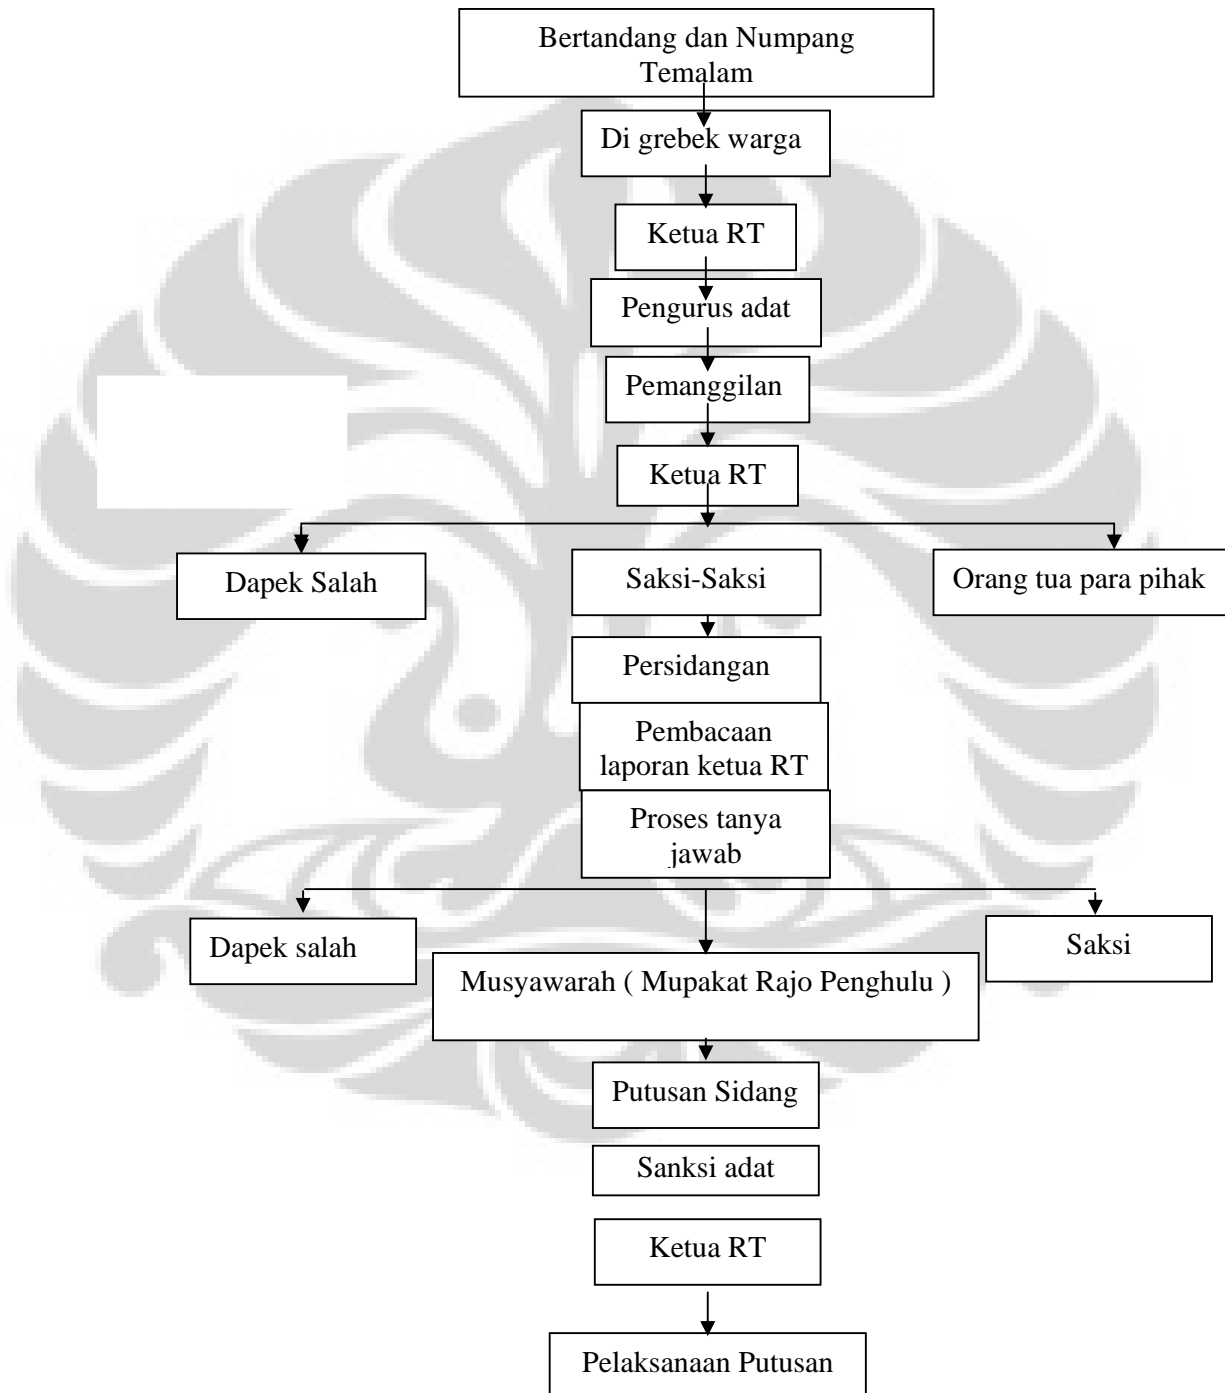 Bertandang dan Numpang
Temalam
Di grebek warga
Ketua RT
Pengurus adat
Pemanggilan
Ketua RT
Dapek Salah
Saksi-Saksi
Orang tua para pihak
Persidangan
Pembacaan
laporan ketua RT
Proses tanya
jawab
Dapek salah
Saksi
Musyawarah ( Mupakat Rajo Penghulu )
Putusan Sidang
Sanksi adat
Ketua RT
Pelaksanaan Putusan